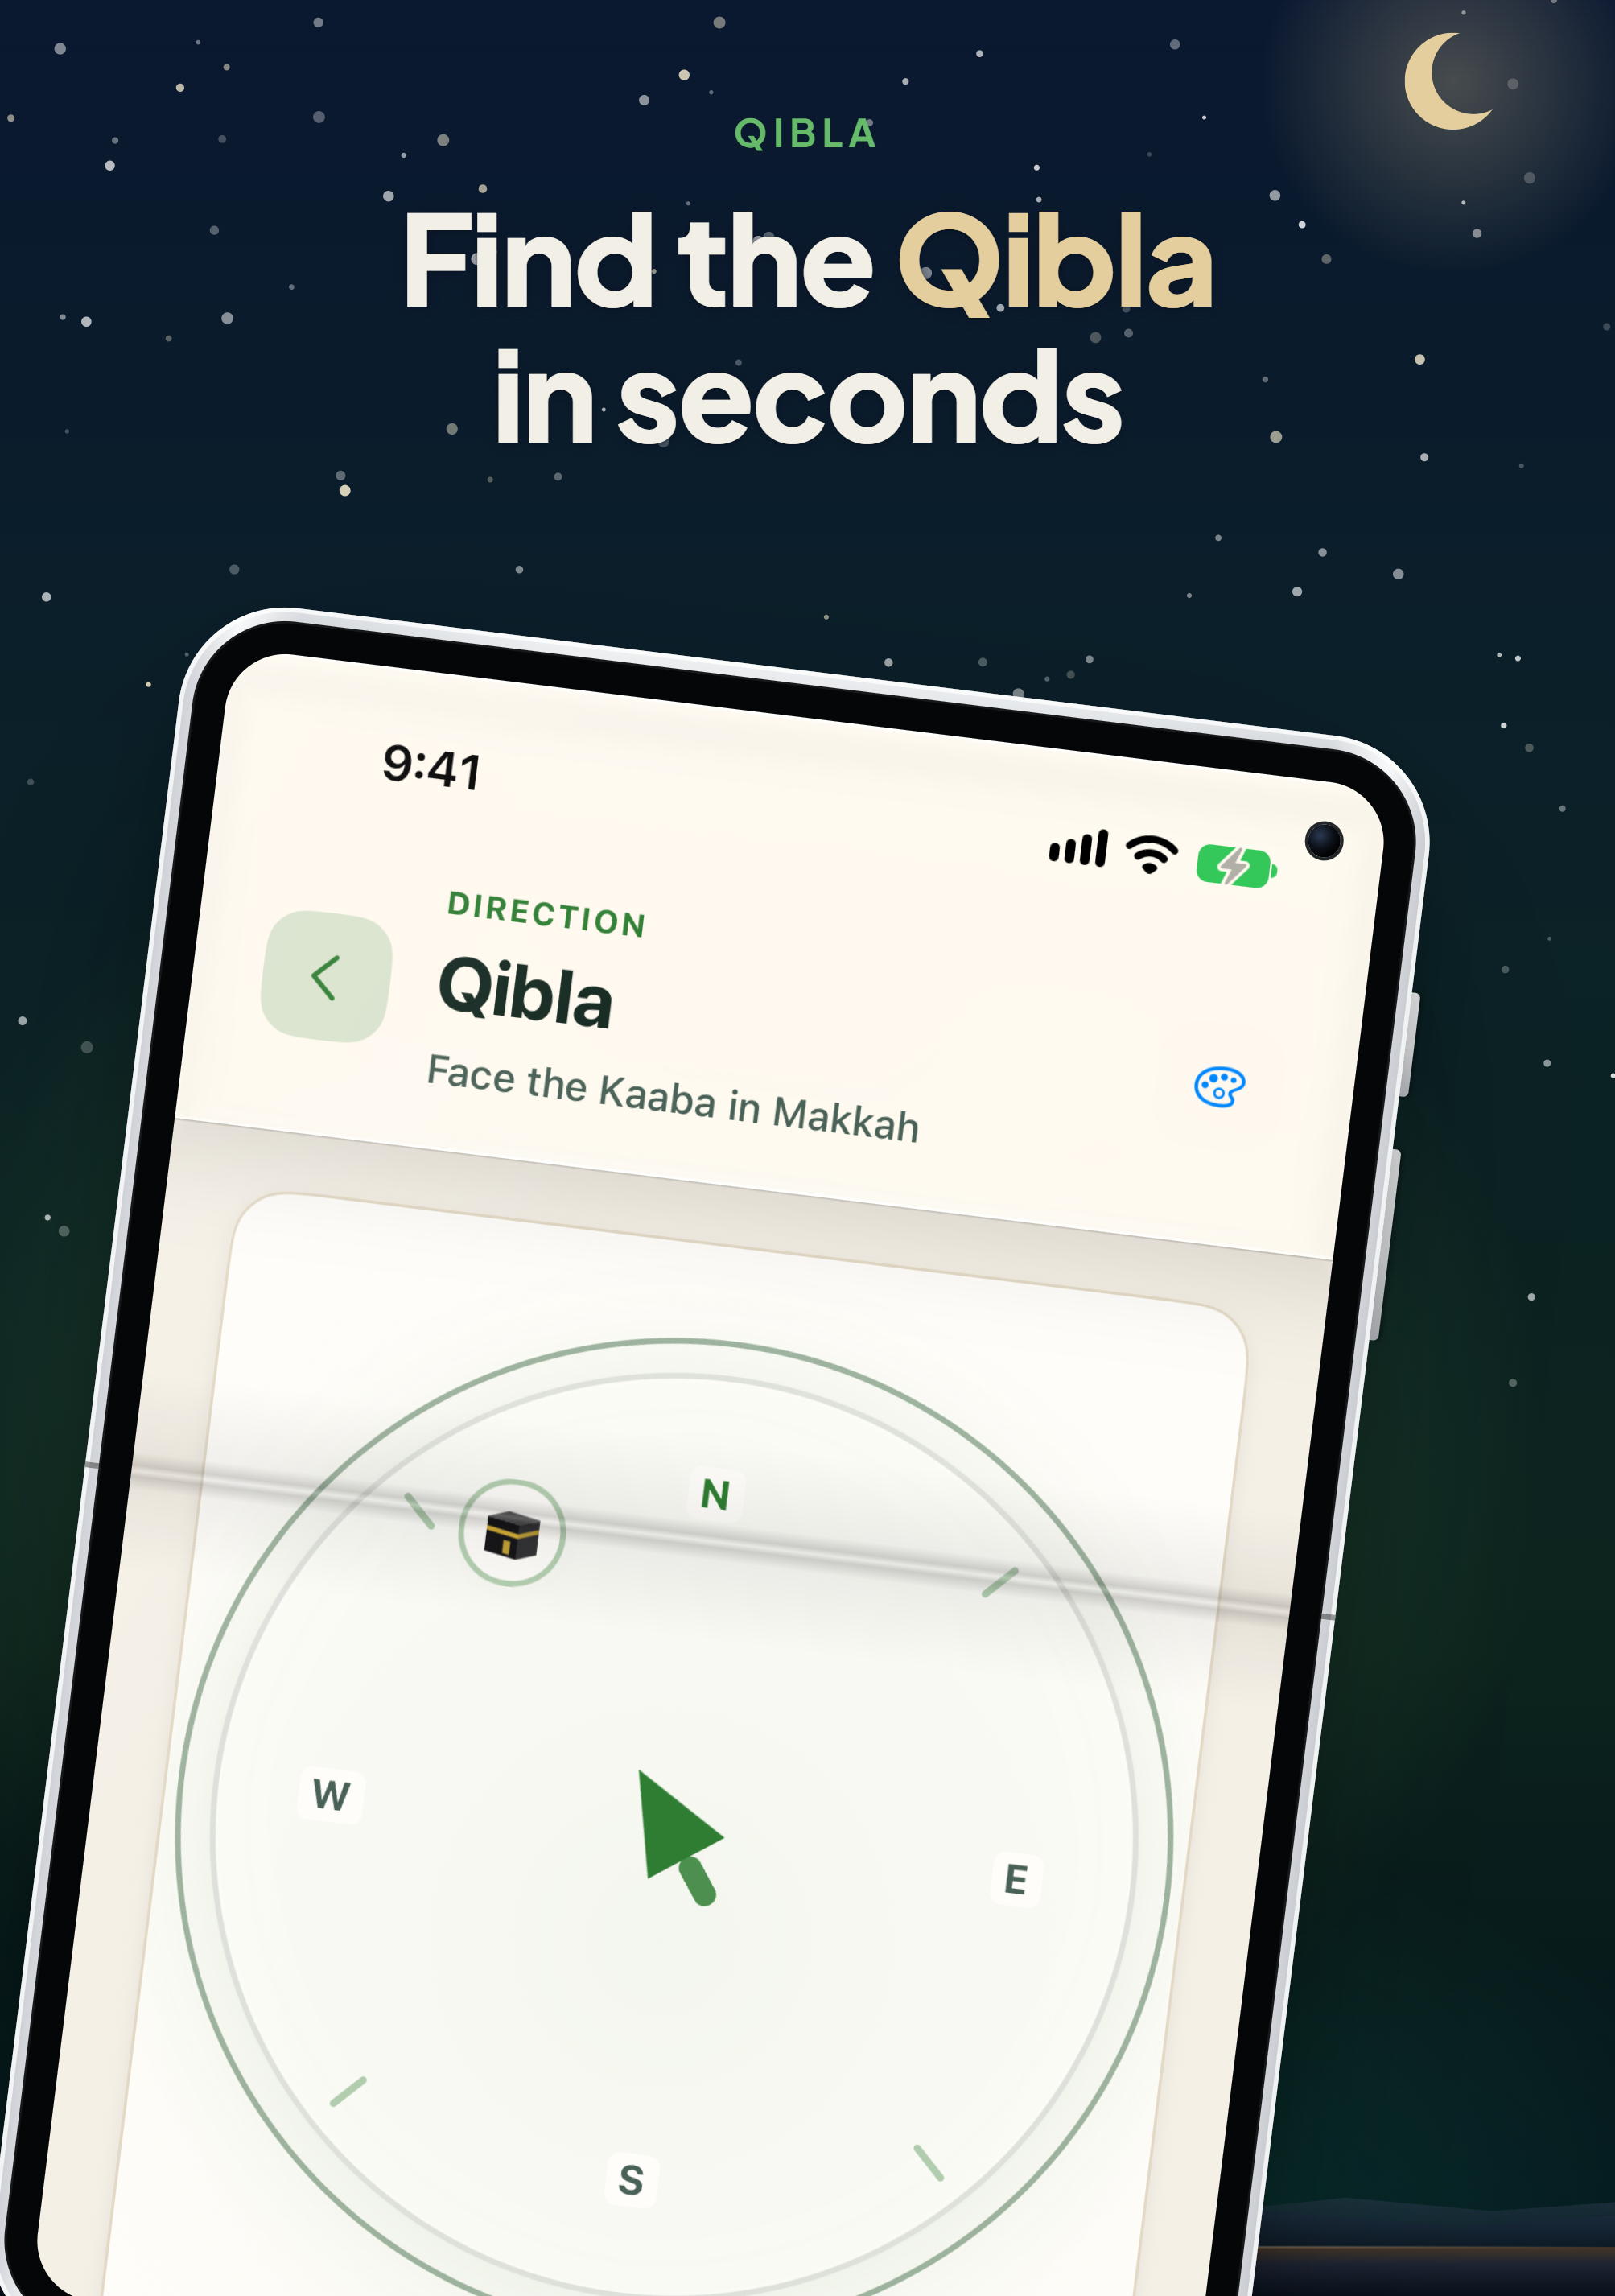 QIBLA
Find the Qibla
in seconds
9:41
DIRECTION
Qibla
Face the Kaaba in Makkah
N
W
E
S